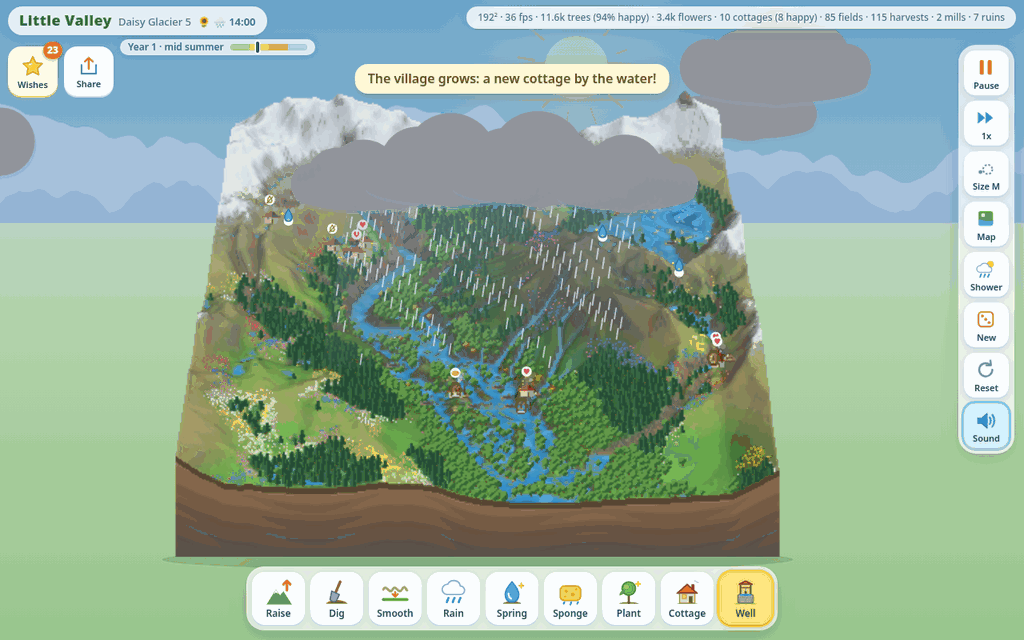 Little Valley Daisy Glacier 5 14:00
192² · 36 fps · 11.6k trees (94% happy) · 3.4k flowers · 10 cottages (8 happy) · 85 fields · 115 harvests · 2 mills · 7 ruins
Year 1 · mid summer
23
Wishes
Share
The village grows: a new cottage by the water!
Pause
1x
Size M
Map
Shower
New
Reset
Sound
Raise
Dig
Smooth
Rain
Spring
Sponge
Plant
Cottage
Well